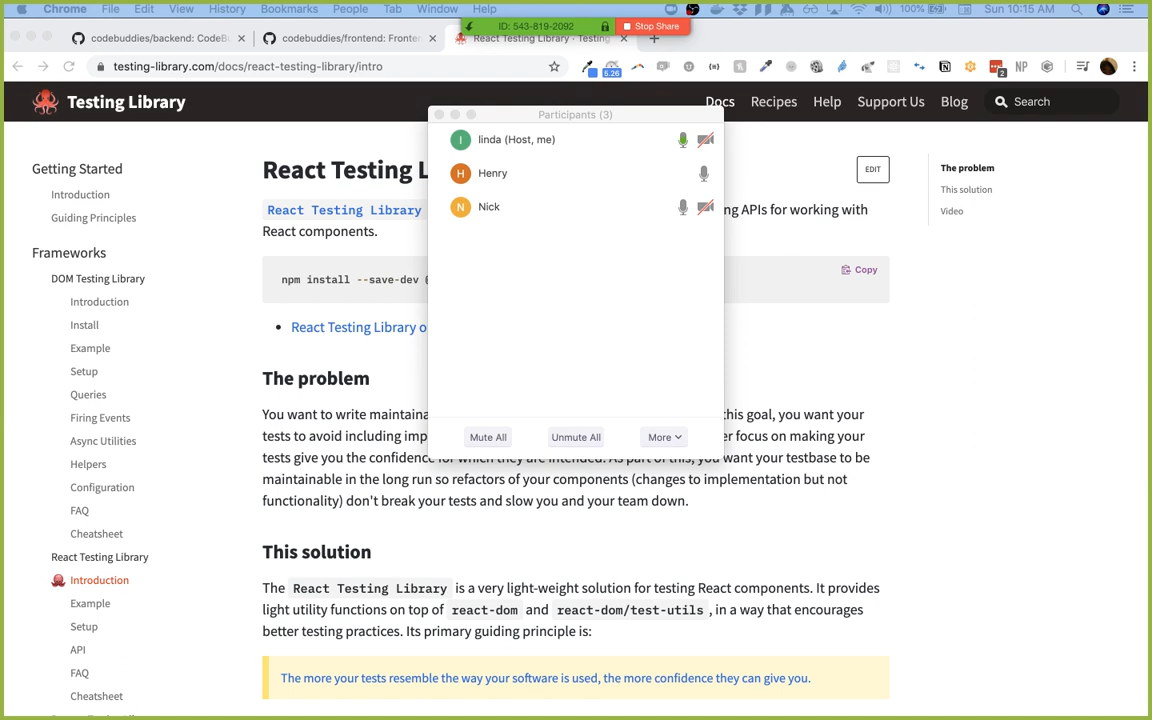 Chrome File Edit View History Bookmarks People Tab Window Help 100% Sun 10:15 AM
ID: 543-819-2092 Stop Share
codebuddies/backend: CodeB
codebuddies/frontend: Fronte
React Testing Library · Testing
testing-library.com/docs/react-testing-library/intro
5.26
2
NP
Testing Library
Docs Recipes Help Support Us Blog Search
Participants (3)
I linda (Host, me)
H Henry
N Nick
Mute All Unmute All More
Getting Started
Introduction
Guiding Principles
Frameworks
DOM Testing Library
Introduction
Install
Example
Setup
Queries
Firing Events
Async Utilities
Helpers
Configuration
FAQ
Cheatsheet
React Testing Library
Introduction
Example
Setup
API
FAQ
Cheatsheet
React Testing L
EDIT
React Testing Library ng APIs for working with
React components.
npm install --save-dev @
Copy
React Testing Library o
The problem
You want to write maintaina this goal, you want your
tests to avoid including imp er focus on making your
tests give you the confidence for which they are intended. As part of this, you want your testbase to be
maintainable in the long run so refactors of your components (changes to implementation but not
functionality) don't break your tests and slow you and your team down.
This solution
The React Testing Library is a very light-weight solution for testing React components. It provides
light utility functions on top of react-dom and react-dom/test-utils, in a way that encourages
better testing practices. Its primary guiding principle is:
The more your tests resemble the way your software is used, the more confidence they can give you.
The problem
This solution
Video